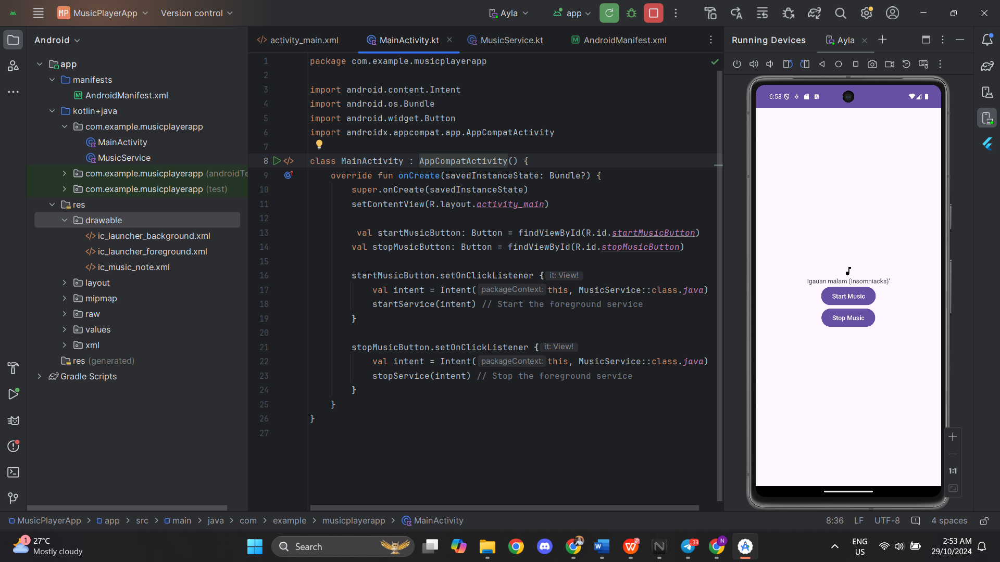 MP MusicPlayerApp Version control Ayla app
Android
app
manifests
AndroidManifest.xml
kotlin+java
com.example.musicplayerapp
MainActivity
MusicService
com.example.musicplayerapp (androidTe
com.example.musicplayerapp (test)
res
drawable
ic_launcher_background.xml
ic_launcher_foreground.xml
ic_music_note.xml
layout
mipmap
raw
values
xml
res (generated)
Gradle Scripts
activity_main.xml MainActivity.kt MusicService.kt AndroidManifest.xml
1 package com.example.musicplayerapp
2
3 import android.content.Intent
4 import android.os.Bundle
5 import android.widget.Button
6 import androidx.appcompat.app.AppCompatActivity
7
8 class MainActivity : AppCompatActivity() {
9 override fun onCreate(savedInstanceState: Bundle?) {
10 super.onCreate(savedInstanceState)
11 setContentView(R.layout.activity_main)
12
13 val startMusicButton: Button = findViewById(R.id.startMusicButton)
14 val stopMusicButton: Button = findViewById(R.id.stopMusicButton)
15
16 startMusicButton.setOnClickListener { it: View!
17 val intent = Intent( packageContext: this, MusicService::class.java)
18 startService(intent) // Start the foreground service
19 }
20
21 stopMusicButton.setOnClickListener { it: View!
22 val intent = Intent( packageContext: this, MusicService::class.java)
23 stopService(intent) // Stop the foreground service
24 }
25 }
26 }
27
Running Devices Ayla
6:53
Igauan malam (Insomniacks)'
Start Music
Stop Music
1:1
MusicPlayerApp > app > src > main > java > com > example > musicplayerapp > MainActivity
8:36 LF UTF-8 4 spaces
1
27°C
Mostly cloudy
Search
33
N
ENG
US
2:53 AM
29/10/2024